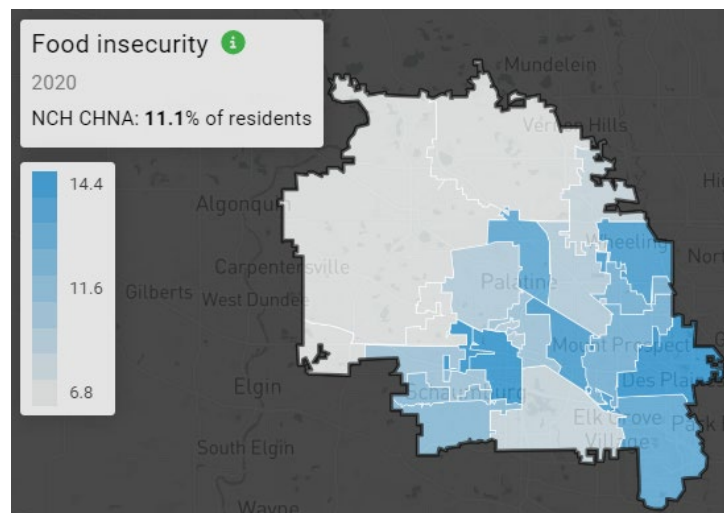 Food insecurity
2020
NCH CHNA: 11.1% of residents
14.4
11.6
6.8
Mundelein
Vernon Hills
Algonquin
Wheeling
Carpentersville
Palatine
Gilberts
West Dundee
Mount Prospect
Elgin
Schaumburg
Des Plaines
Elk Grove
Village
South Elgin
Wayne